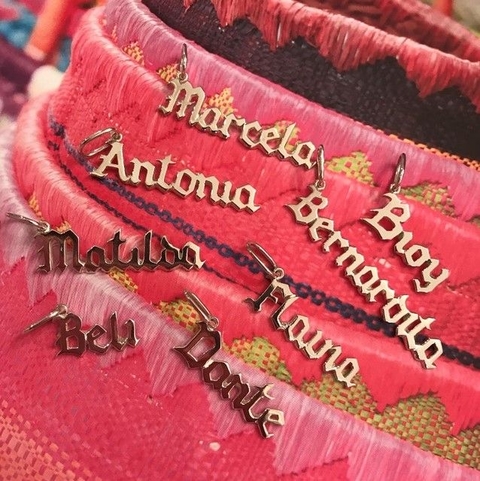 Marcela
Antonia
Bernardita
Bioy
Matilda
Flavia
Beli
Dante